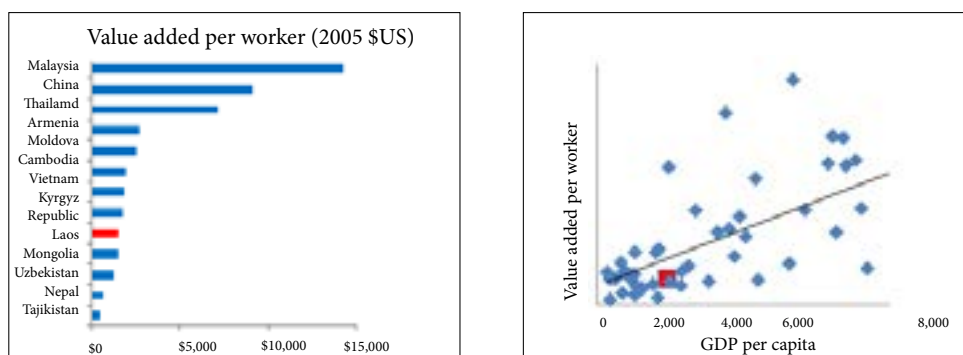 Value added per worker (2005 $US)
Malaysia
China
Thailamd
Armenia
Moldova
Cambodia
Vietnam
Kyrgyz
Republic
Laos
Mongolia
Uzbekistan
Nepal
Tajikistan
$0
$5,000
$10,000
$15,000
Value added per worker
0
2,000
4,000
6,000
8,000
GDP per capita